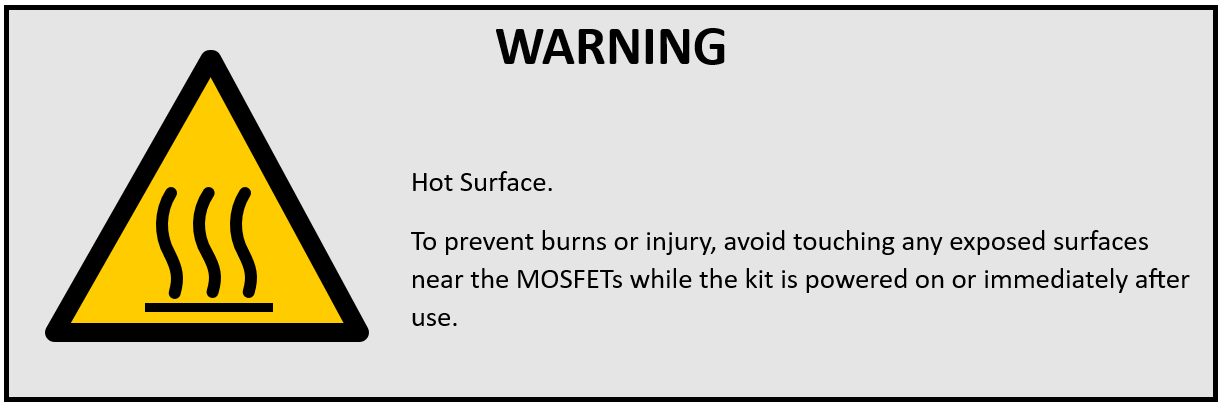 WARNING
Hot Surface.
To prevent burns or injury, avoid touching any exposed surfaces
near the MOSFETs while the kit is powered on or immediately after
use.